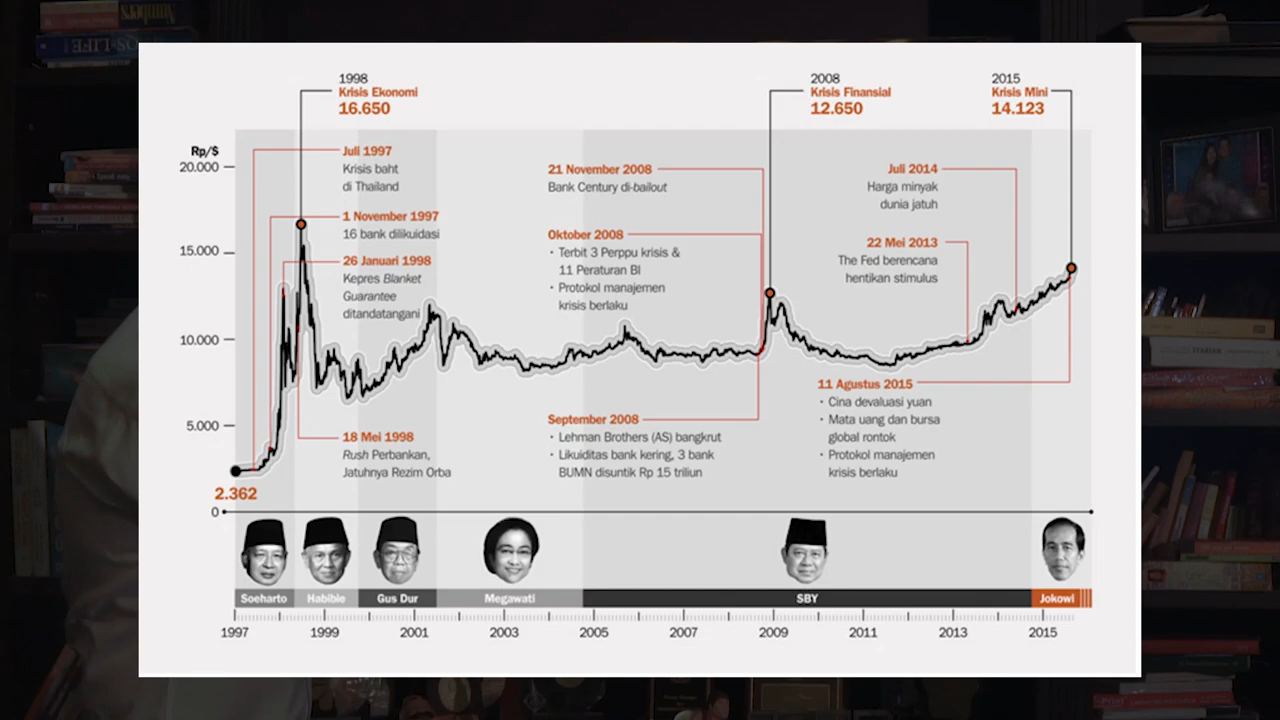 1998
Krisis Ekonomi
16.650
2008
Krisis Finansial
12.650
2015
Krisis Mini
14.123
Rp/$
20.000
15.000
10.000
5.000
0
2.362
Juli 1997
Krisis baht
di Thailand
1 November 1997
16 bank dilikuidasi
26 Januari 1998
Kepres Blanket
Guarantee
ditandatangani
18 Mei 1998
Rush Perbankan,
Jatuhnya Rezim Orba
21 November 2008
Bank Century di-bailout
Oktober 2008
• Terbit 3 Perppu krisis &
11 Peraturan BI
• Protokol manajemen
krisis berlaku
September 2008
• Lehman Brothers (AS) bangkrut
• Likuiditas bank kering, 3 bank
BUMN disuntik Rp 15 triliun
Juli 2014
Harga minyak
dunia jatuh
22 Mei 2013
The Fed berencana
hentikan stimulus
11 Agustus 2015
• Cina devaluasi yuan
• Mata uang dan bursa
global rontok
• Protokol manajemen
krisis berlaku
Soeharto Habibie Gus Dur Megawati SBY Jokowi
1997 1999 2001 2003 2005 2007 2009 2011 2013 2015